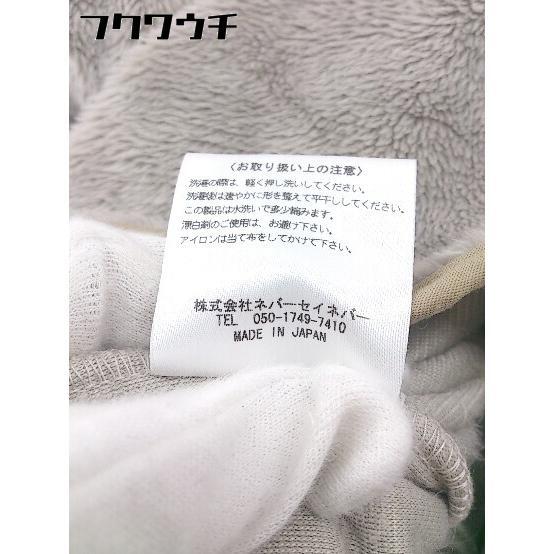 フクワウチ
〈お取り扱い上の注意〉
洗濯の際は、軽く押し洗いしてください。
洗濯後は速やかに形を整えて平干ししてください。
この製品は水洗いで多少縮みます。
漂白剤のご使用は、お避け下さい。
アイロンは当て布をしてかけて下さい。
株式会社ネバーセイネバー
TEL 050-1749-7410
MADE IN JAPAN